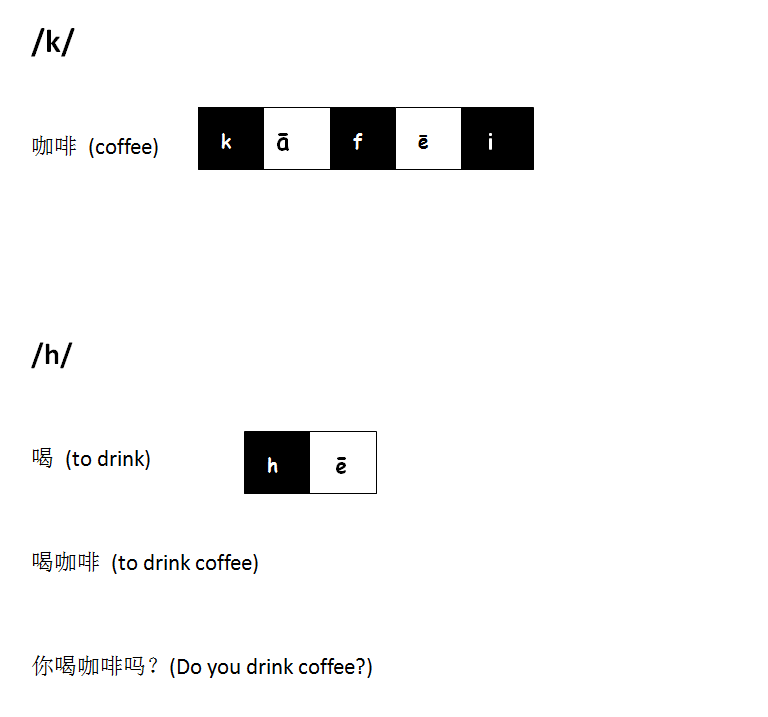 /k/
咖啡 (coffee) k ā f ē i
/h/
喝 (to drink) h ē
喝咖啡 (to drink coffee)
你喝咖啡吗？(Do you drink coffee?)